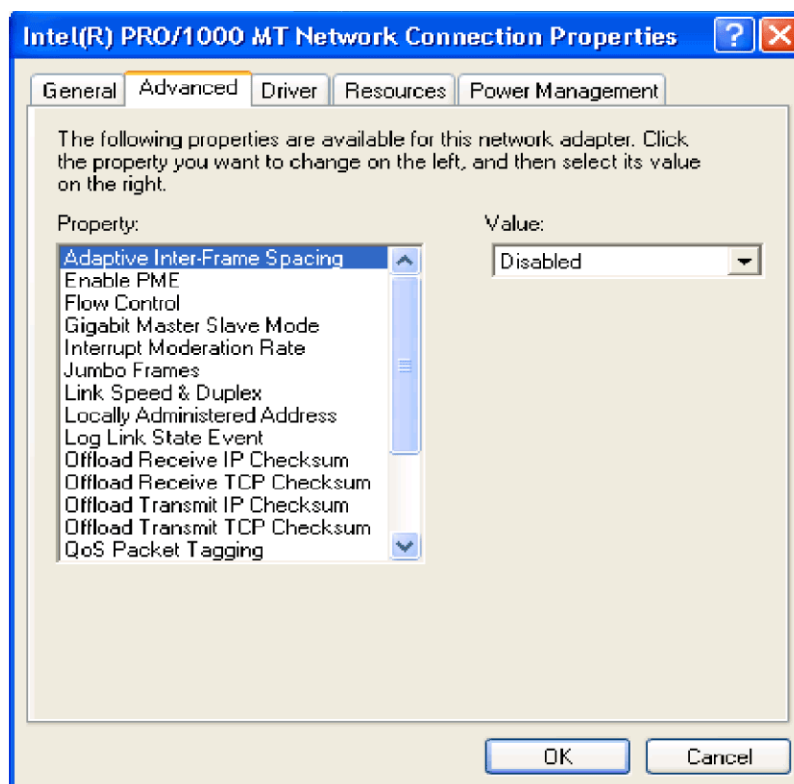 Intel(R) PRO/1000 MT Network Connection Properties
General Advanced Driver Resources Power Management
The following properties are available for this network adapter. Click
the property you want to change on the left, and then select its value
on the right.
Property:
Value:
Adaptive Inter-Frame Spacing
Disabled
Enable PME
Flow Control
Gigabit Master Slave Mode
Interrupt Moderation Rate
Jumbo Frames
Link Speed & Duplex
Locally Administered Address
Log Link State Event
Offload Receive IP Checksum
Offload Receive TCP Checksum
Offload Transmit IP Checksum
Offload Transmit TCP Checksum
QoS Packet Tagging
OK
Cancel